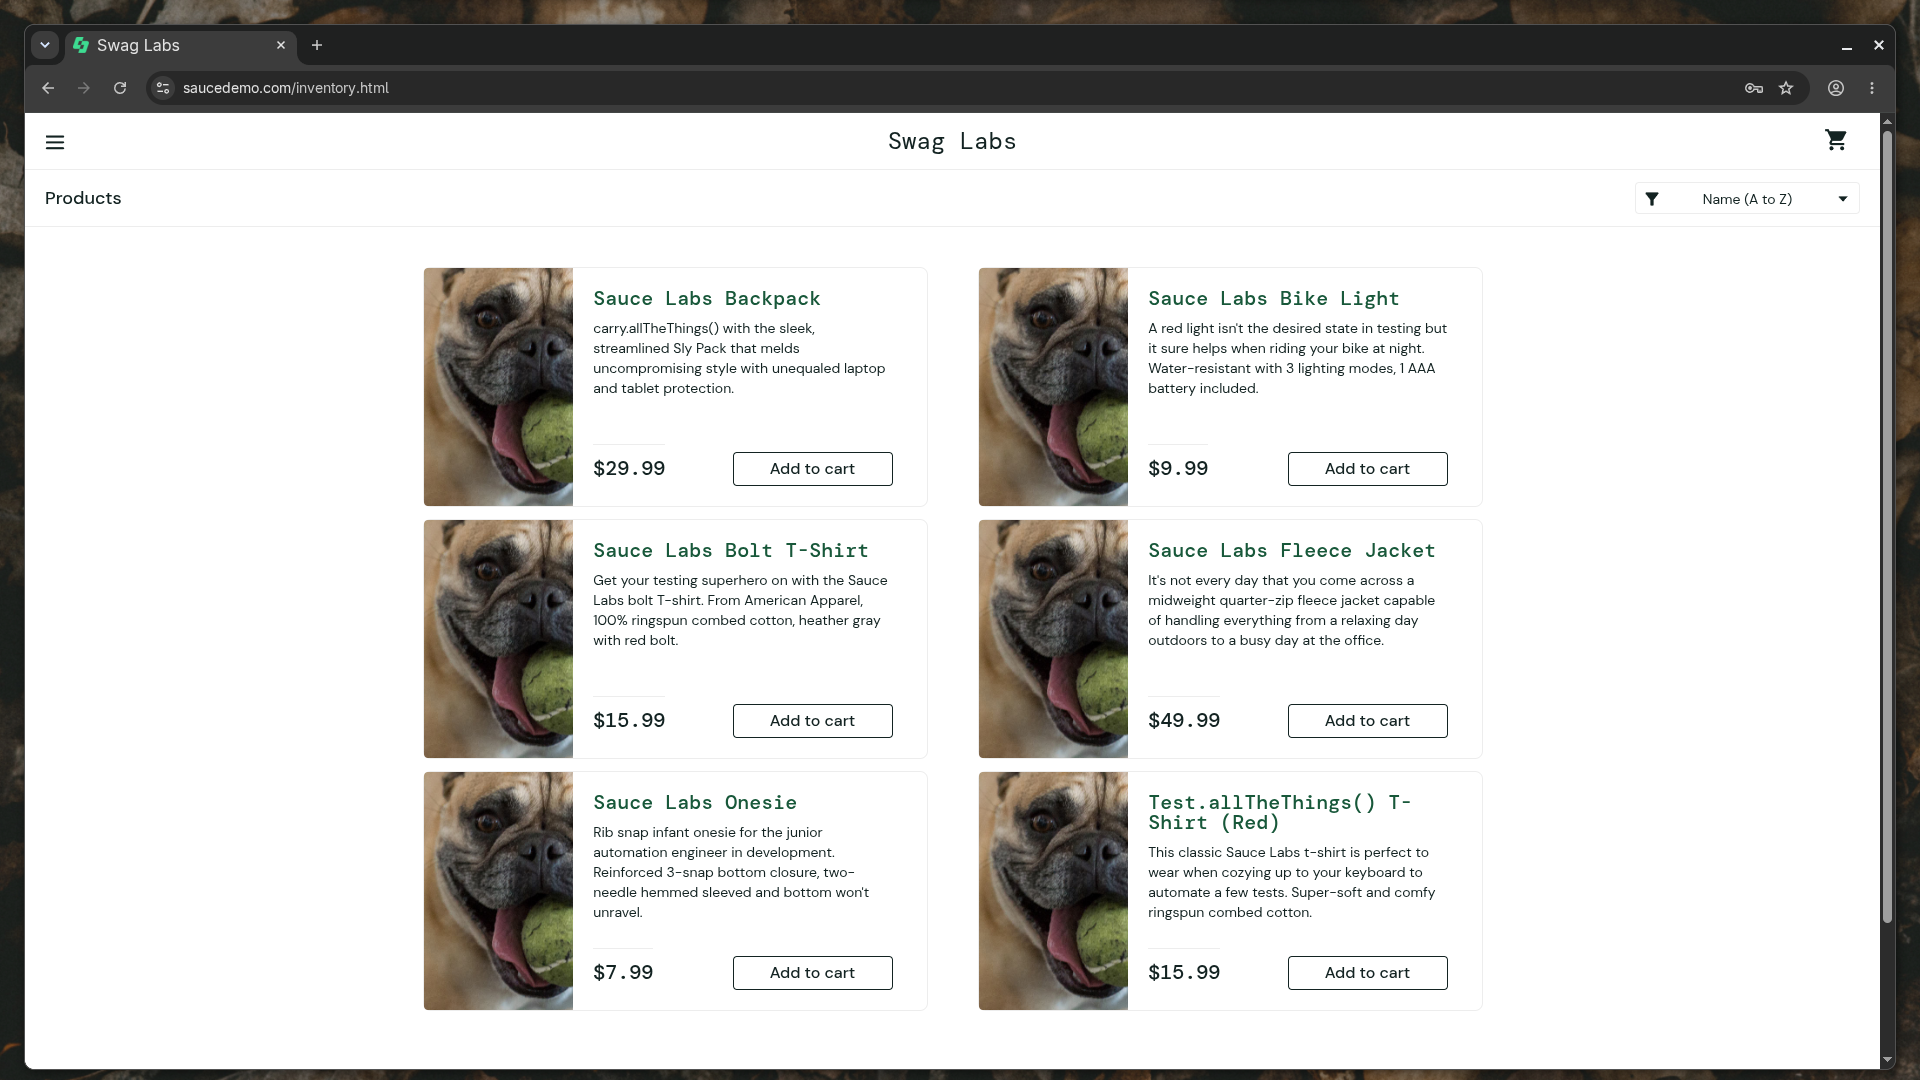 Swag Labs
saucedemo.com/inventory.html
Swag Labs
Products
Name (A to Z)
Sauce Labs Backpack
carry.allTheThings() with the sleek,
streamlined Sly Pack that melds
uncompromising style with unequaled laptop
and tablet protection.
$29.99
Add to cart
Sauce Labs Bike Light
A red light isn't the desired state in testing but
it sure helps when riding your bike at night.
Water-resistant with 3 lighting modes, 1 AAA
battery included.
$9.99
Add to cart
Sauce Labs Bolt T-Shirt
Get your testing superhero on with the Sauce
Labs bolt T-shirt. From American Apparel,
100% ringspun combed cotton, heather gray
with red bolt.
$15.99
Add to cart
Sauce Labs Fleece Jacket
It's not every day that you come across a
midweight quarter-zip fleece jacket capable
of handling everything from a relaxing day
outdoors to a busy day at the office.
$49.99
Add to cart
Sauce Labs Onesie
Rib snap infant onesie for the junior
automation engineer in development.
Reinforced 3-snap bottom closure, two-
needle hemmed sleeved and bottom won't
unravel.
$7.99
Add to cart
Test.allTheThings() T-
Shirt (Red)
This classic Sauce Labs t-shirt is perfect to
wear when cozying up to your keyboard to
automate a few tests. Super-soft and comfy
ringspun combed cotton.
$15.99
Add to cart